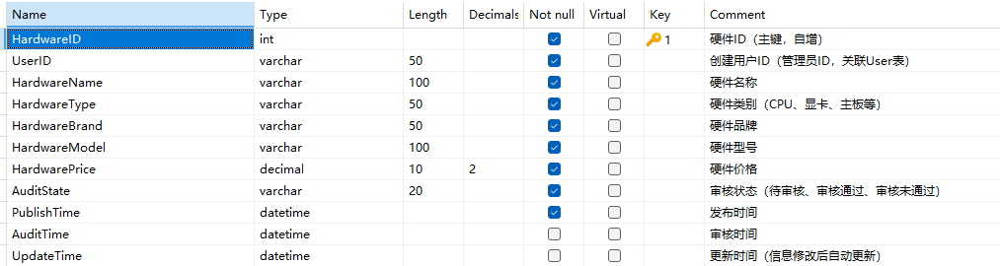 Name Type Length Decimals Not null Virtual Key Comment
HardwareID int 1 硬件ID（主键，自增）
UserID varchar 50 创建用户ID（管理员ID，关联User表）
HardwareName varchar 100 硬件名称
HardwareType varchar 50 硬件类别（CPU、显卡、主板等）
HardwareBrand varchar 50 硬件品牌
HardwareModel varchar 100 硬件型号
HardwarePrice decimal 10 2 硬件价格
AuditState varchar 20 审核状态（待审核、审核通过、审核未通过）
PublishTime datetime 发布时间
AuditTime datetime 审核时间
UpdateTime datetime 更新时间（信息修改后自动更新）